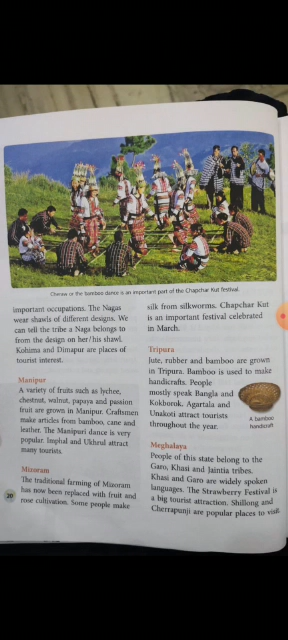 Cheraw or the bamboo dance is an important part of the Chapchar Kut festival.
important occupations. The Nagas
wear shawls of different designs. We
can tell the tribe a Naga belongs to
from the design on her/his shawl.
Kohima and Dimapur are places of
tourist interest.
Manipur
A variety of fruits such as lychee,
chestnut, walnut, papaya and passion
fruit are grown in Manipur. Craftsmen
make articles from bamboo, cane and
leather. The Manipuri dance is very
popular. Imphal and Ukhrul attract
many tourists.
Mizoram
The traditional farming of Mizoram
has now been replaced with fruit and
rose cultivation. Some people make
20
silk from silkworms. Chapchar Kut
is an important festival celebrated
in March.
Tripura
Jute, rubber and bamboo are grown
in Tripura. Bamboo is used to make
handicrafts. People
mostly speak Bangla and
Kokborok. Agartala and
Unakoti attract tourists
throughout the year.
A bamboo
handicraft
Meghalaya
People of this state belong to the
Garo, Khasi and Jaintia tribes.
Khasi and Garo are widely spoken
languages. The Strawberry Festival is
a big tourist attraction. Shillong and
Cherrapunji are popular places to visit.